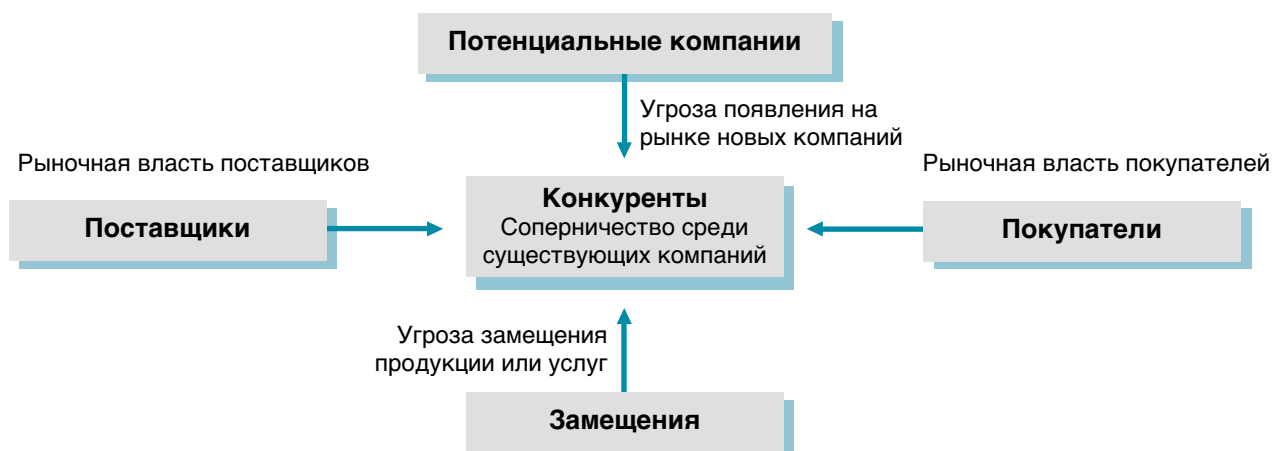 Потенциальные компании
Угроза появления на
рынке новых компаний
Рыночная власть поставщиков
Рыночная власть покупателей
Поставщики
Конкуренты
Соперничество среди
существующих компаний
Покупатели
Угроза замещения
продукции или услуг
Замещения